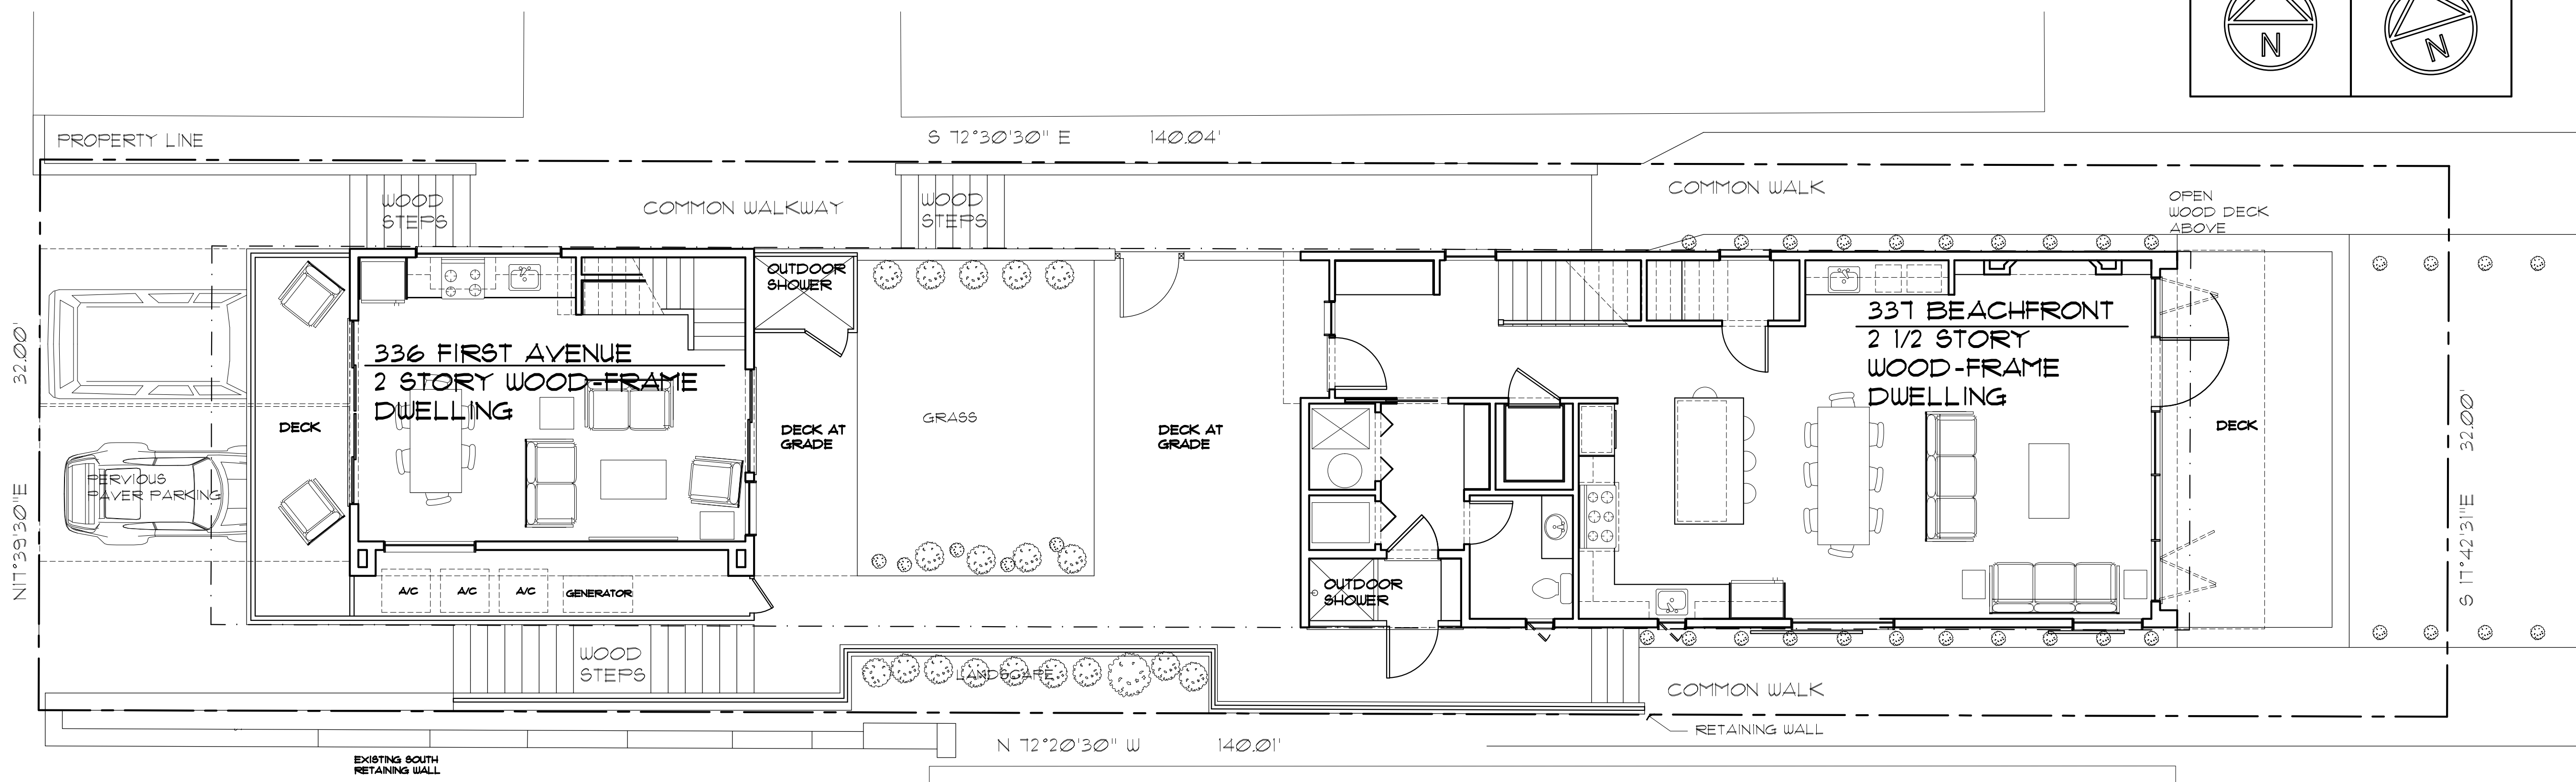 N
N
PROPERTY LINE
S 72°30'30" E 140.04'
WOOD
STEPS
COMMON WALKWAY
WOOD
STEPS
COMMON WALK
OPEN
WOOD DECK
ABOVE
OUTDOOR
SHOWER
336 FIRST AVENUE
2 STORY WOOD-FRAME
DWELLING
337 BEACHFRONT
2 1/2 STORY
WOOD-FRAME
DWELLING
32.00'
N17°39'30"E
DECK
PERVIOUS
PAVER PARKING
DECK AT
GRADE
GRASS
DECK AT
GRADE
DECK
32.00'
S 17°42'31"E
A/C
A/C
A/C
GENERATOR
OUTDOOR
SHOWER
WOOD
STEPS
LANDSCAPE
COMMON WALK
RETAINING WALL
N 72°20'30" W 140.01'
EXISTING SOUTH
RETAINING WALL